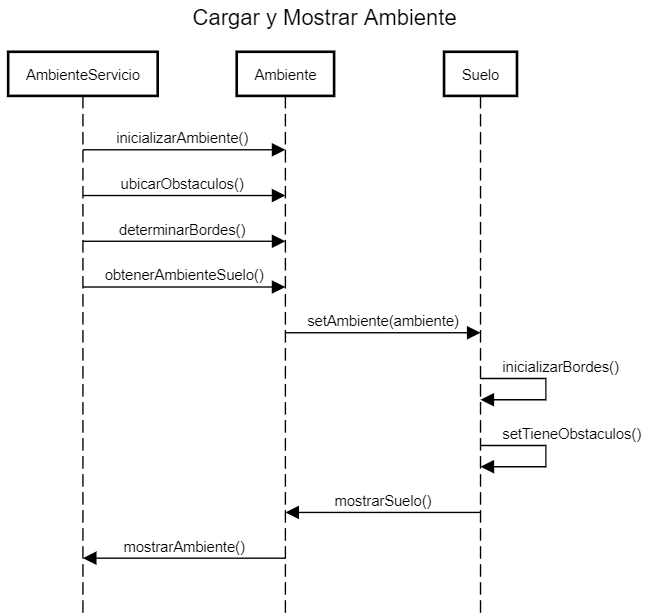 Cargar y Mostrar Ambiente
AmbienteServicio
Ambiente
Suelo
inicializarAmbiente()
ubicarObstaculos()
determinarBordes()
obtenerAmbienteSuelo()
setAmbiente(ambiente)
inicializarBordes()
setTieneObstaculos()
mostrarSuelo()
mostrarAmbiente()